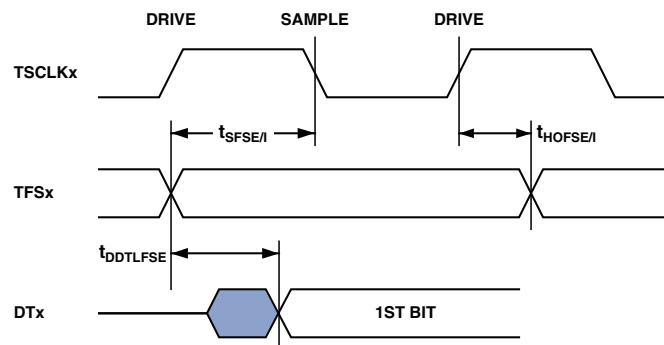 DRIVE SAMPLE DRIVE
TSCLKx
tSFSE/I tHOFSE/I
TFSx
tDDTLFSE
DTx 1ST BIT